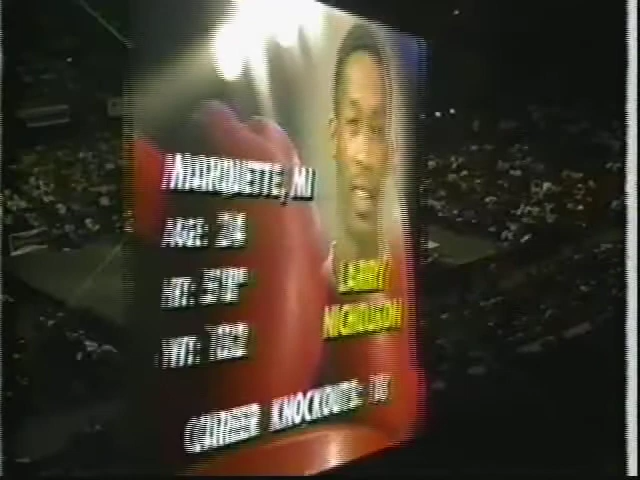 MARQUETTE, MI
AGE: 24
HT:
WT:
LARRY
NICHOLSON
CAREER KNOCKOUTS: